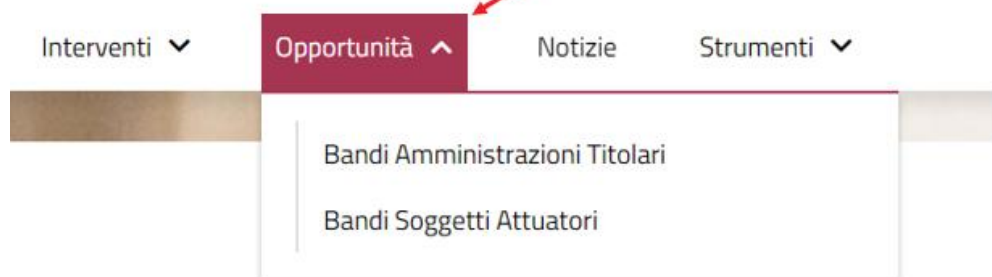 Interventi Opportunità Notizie Strumenti
Bandi Amministrazioni Titolari
Bandi Soggetti Attuatori